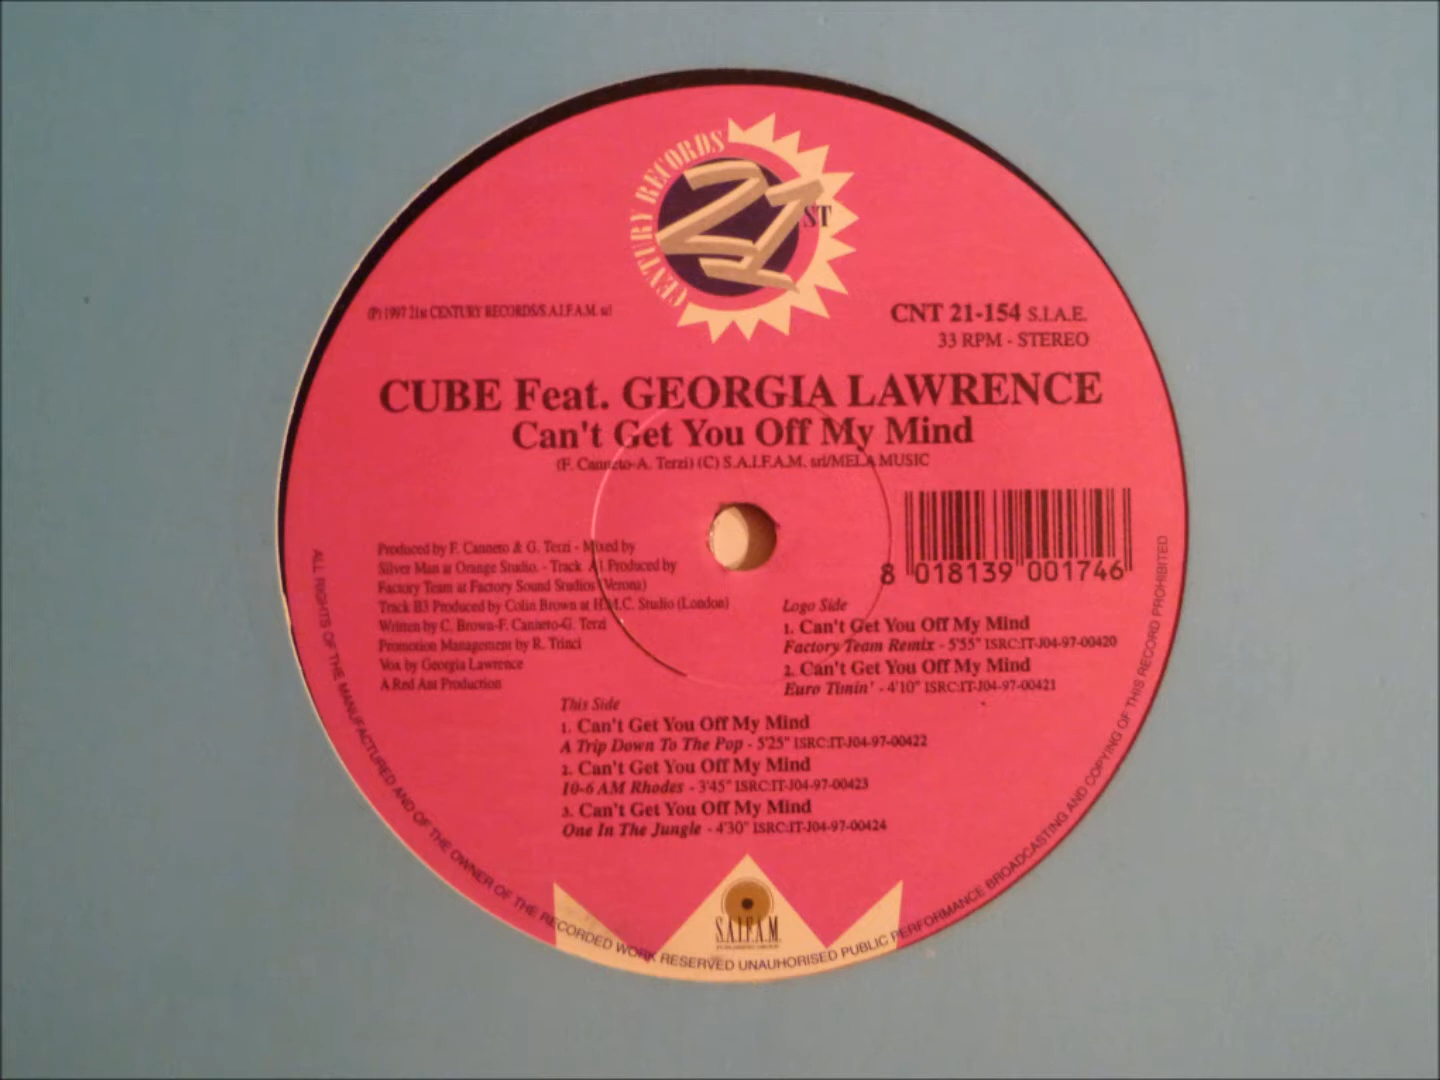 CENTURY RECORDS
21 ST
(P) 1997 21st CENTURY RECORDS/S.A.I.F.A.M. srl
CNT 21-154 S.I.A.E.
33 RPM - STEREO
CUBE Feat. GEORGIA LAWRENCE
Can't Get You Off My Mind
(F. Canneto-A. Terzi) (C) S.A.I.F.A.M. srl/MELA MUSIC
Produced by F. Canneto & G. Terzi - Mixed by
Silver Man at Orange Studio. - Track A1 Produced by
Factory Team at Factory Sound Studios (Verona)
Track B3 Produced by Colin Brown at H.M.C. Studio (London)
Written by C. Brown-F. Canneto-G. Terzi
Promotion Management by R. Trinci
Vox by Georgia Lawrence
A Red Ant Production
8 018139 001746
Logo Side
1. Can't Get You Off My Mind
Factory Team Remix - 5'55" ISRC:IT-J04-97-00420
2. Can't Get You Off My Mind
Euro Timin' - 4'10" ISRC:IT-J04-97-00421
This Side
1. Can't Get You Off My Mind
A Trip Down To The Pop - 5'25" ISRC:IT-J04-97-00422
2. Can't Get You Off My Mind
10-6 AM Rhodes - 3'45" ISRC:IT-J04-97-00423
3. Can't Get You Off My Mind
One In The Jungle - 4'30" ISRC:IT-J04-97-00424
S.A.I.F.A.M.
ALL RIGHTS OF THE MANUFACTURED AND OF THE OWNER OF THE RECORDED WORK RESERVED UNAUHORISED PUBLIC PERFORMANCE BROADCASTING AND COPYING OF THIS RECORD PROHIBITED